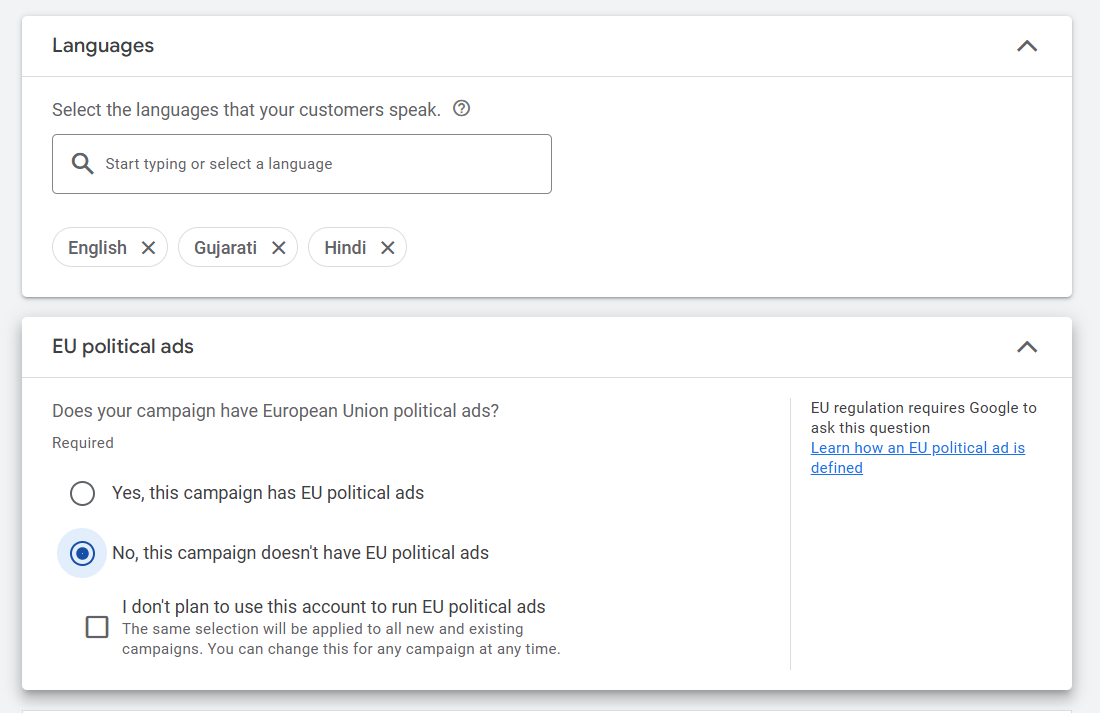 Languages
Select the languages that your customers speak.
Start typing or select a language
English
Gujarati
Hindi
EU political ads
Does your campaign have European Union political ads?
Required
Yes, this campaign has EU political ads
No, this campaign doesn't have EU political ads
I don't plan to use this account to run EU political ads
The same selection will be applied to all new and existing
campaigns. You can change this for any campaign at any time.
EU regulation requires Google to
ask this question
Learn how an EU political ad is
defined